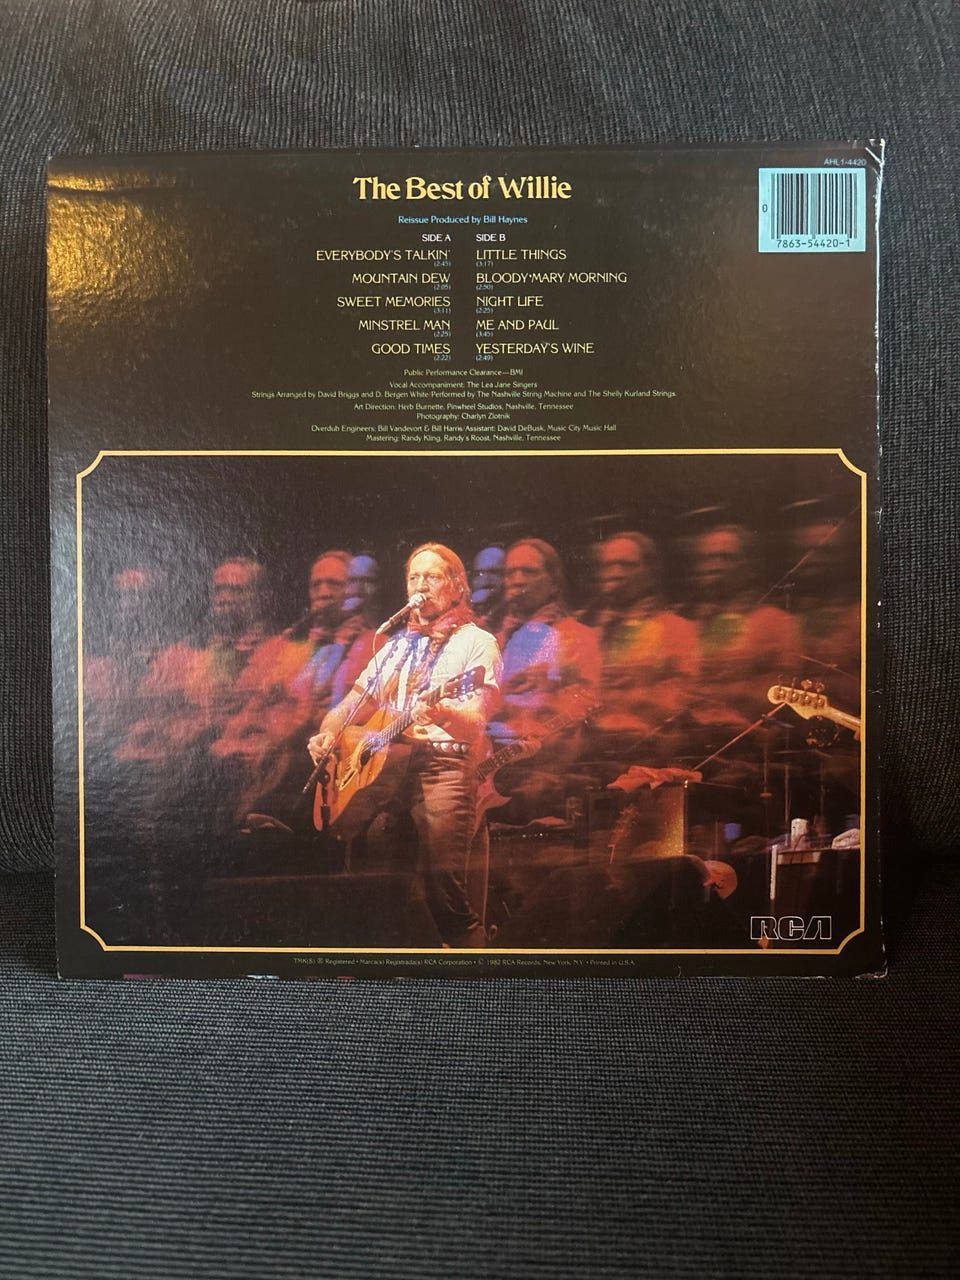 AHL1-4420
The Best of Willie
0
7863-54420-1
Reissue Produced by Bill Haynes
SIDE A SIDE B
EVERYBODY'S TALKIN' LITTLE THINGS
(2:45) (3:17)
MOUNTAIN DEW BLOODY MARY MORNING
(2:05) (2:50)
SWEET MEMORIES NIGHT LIFE
(3:11) (2:25)
MINSTREL MAN ME AND PAUL
(2:25) (3:45)
GOOD TIMES YESTERDAY'S WINE
(2:22) (2:49)
Public Performance Clearance—BMI
Vocal Accompaniment: The Lea Jane Singers
Strings Arranged by David Briggs and D. Bergen White/Performed by The Nashville String Machine and The Shelly Kurland Strings.
Art Direction: Herb Burnette, Pinwheel Studios, Nashville, Tennessee
Photography: Charlyn Zlotnik
Overdub Engineers: Bill Vandevort & Bill Harris/Assistant: David DeBusk, Music City Music Hall
Mastering: Randy Kling, Randy's Roost, Nashville, Tennessee
RCA
TMK(S) ® Registered • Marca(s) Registrada(s) RCA Corporation • © 1982 RCA Records, New York, N.Y. • Printed in U.S.A.